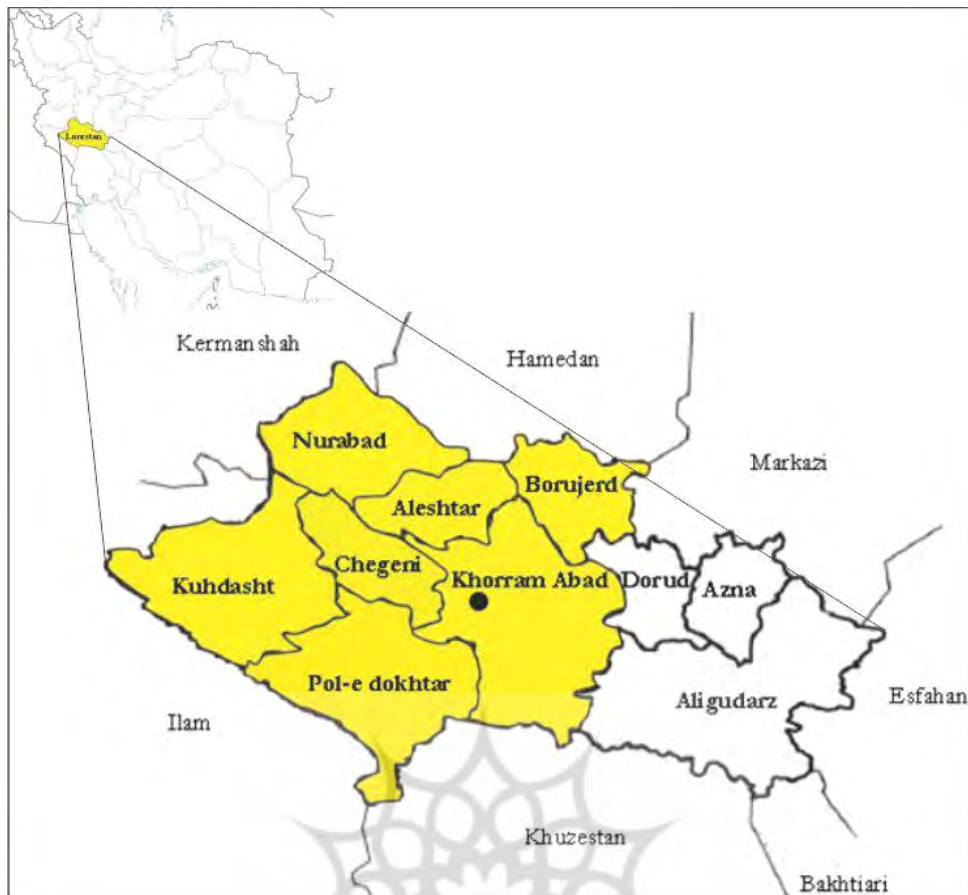 Lorestan
Kermanshah
Hamedan
Nurabad
Markazi
Borujerd
Aleshtar
Chegeni
Khorram Abad
Dorud
Azna
Kuhdasht
Pol-e dokhtar
Aligudarz
Esfahan
Ilam
Khuzestan
Bakhtiari